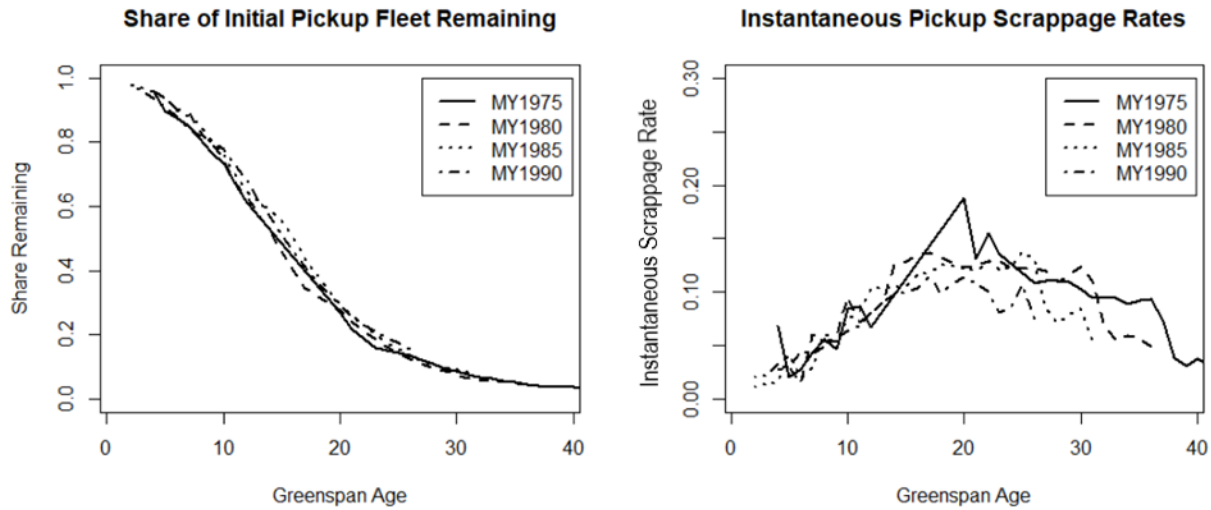 Share of Initial Pickup Fleet Remaining
Share Remaining
1.0
0.8
0.6
0.4
0.2
0.0
MY1975
MY1980
MY1985
MY1990
0 10 20 30 40
Greenspan Age
Instantaneous Pickup Scrappage Rates
Instantaneous Scrappage Rate
0.30
0.20
0.10
0.00
MY1975
MY1980
MY1985
MY1990
0 10 20 30 40
Greenspan Age